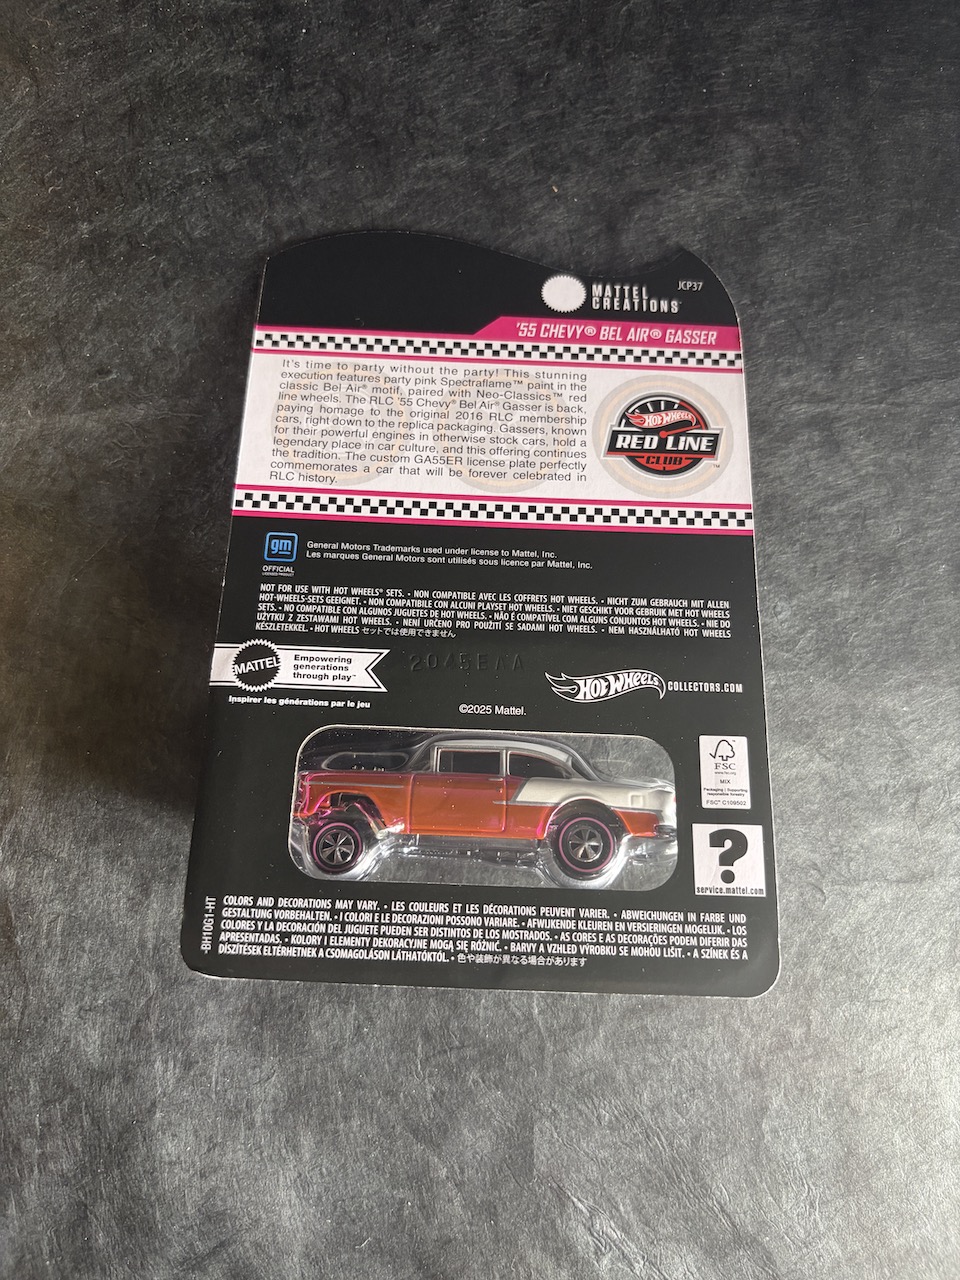 MATTEL
CREATIONS™
JCP37
'55 CHEVY® BEL AIR® GASSER
It's time to party without the party! This stunning
execution features party pink Spectraflame™ paint in the
classic Bel Air® motif, paired with Neo-Classics™ red
line wheels. The RLC '55 Chevy® Bel Air® Gasser is back,
paying homage to the original 2016 RLC membership
cars, right down to the replica packaging. Gassers, known
for their powerful engines in otherwise stock cars, hold a
legendary place in car culture, and this offering continues
the tradition. The custom GA55ER license plate perfectly
commemorates a car that will be forever celebrated in
RLC history.
HOT WHEELS
RED LINE
CLUB™
gm
OFFICIAL
LICENSED PRODUCT
General Motors Trademarks used under license to Mattel, Inc.
Les marques General Motors sont utilisés sous licence par Mattel, Inc.
NOT FOR USE WITH HOT WHEELS® SETS. • NON COMPATIBLE AVEC LES COFFRETS HOT WHEELS. • NICHT ZUM GEBRAUCH MIT ALLEN
HOT-WHEELS-SETS GEEIGNET. • NON COMPATIBILE CON ALCUNI PLAYSET HOT WHEELS. • NIET GESCHIKT VOOR GEBRUIK MET HOT WHEELS
SETS. • NO COMPATIBLE CON ALGUNOS JUGUETES DE HOT WHEELS. • NÃO É COMPATÍVEL COM ALGUNS CONJUNTOS HOT WHEELS. • NIE DO
UŻYTKU Z ZESTAWAMI HOT WHEELS. • NENÍ URČENO PRO POUŽITÍ SE SADAMI HOT WHEELS. • NEM HASZNÁLHATÓ HOT WHEELS
KÉSZLETEKKEL. • HOT WHEELS セットでは使用できません
MATTEL
Empowering
generations
through play™
Inspirer les générations par le jeu
2045EAA
HOT WHEELS COLLECTORS.COM
©2025 Mattel.
FSC
www.fsc.org
MIX
Packaging | Supporting
responsible forestry
FSC® C109502
?
service.mattel.com
-BH10G1-HT
COLORS AND DECORATIONS MAY VARY. • LES COULEURS ET LES DÉCORATIONS PEUVENT VARIER. • ABWEICHUNGEN IN FARBE UND
GESTALTUNG VORBEHALTEN. • I COLORI E LE DECORAZIONI POSSONO VARIARE. • AFWIJKENDE KLEUREN EN VERSIERINGEN MOGELIJK. • LOS
COLORES Y LA DECORACIÓN DEL JUGUETE PUEDEN SER DISTINTOS DE LOS MOSTRADOS. • AS CORES E AS DECORAÇÕES PODEM DIFERIR DAS
APRESENTADAS. • KOLORY I ELEMENTY DEKORACYJNE MOGĄ SIĘ RÓŻNIĆ. • BARVY A VZHLED VÝROBKU SE MOHOU LIŠIT. • A SZÍNEK ÉS A
DÍSZÍTÉSEK ELTÉRHETNEK A CSOMAGOLÁSON LÁTHATÓKTÓL. • 色や装飾が異なる場合があります